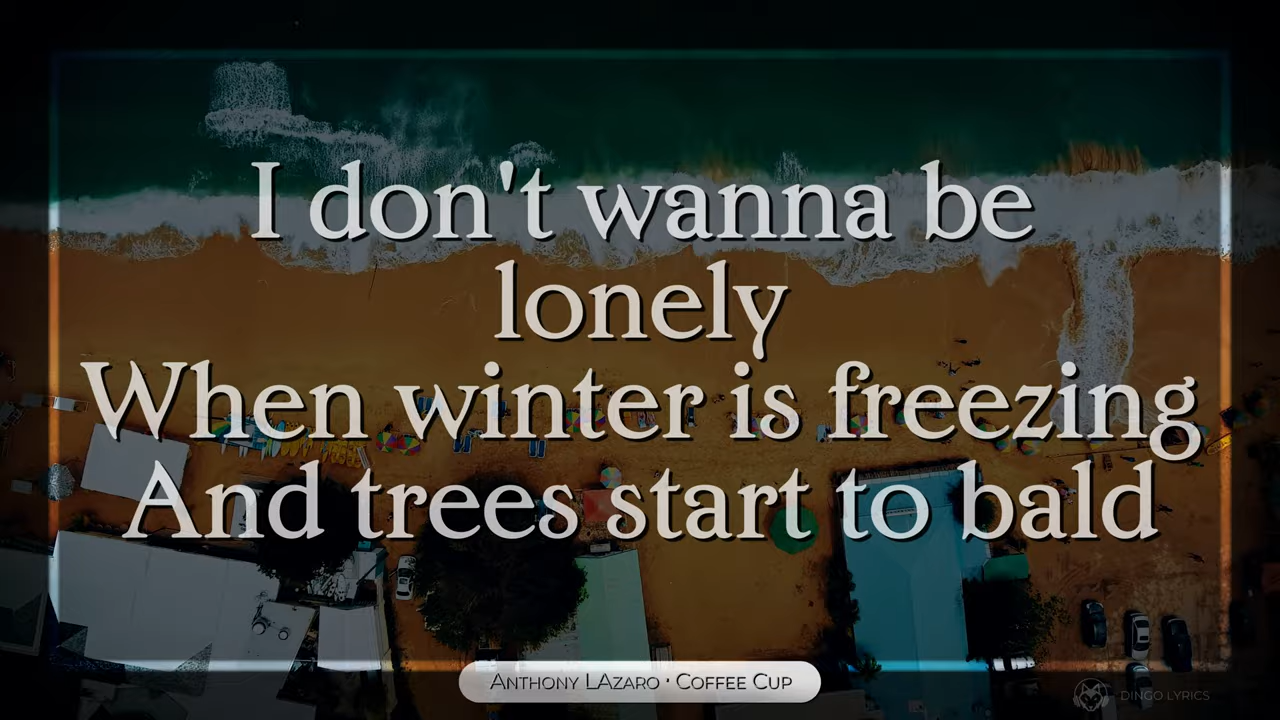 I don't wanna be
lonely
When winter is freezing
And trees start to bald
Anthony LAzaro · Coffee Cup
DINGO LYRICS